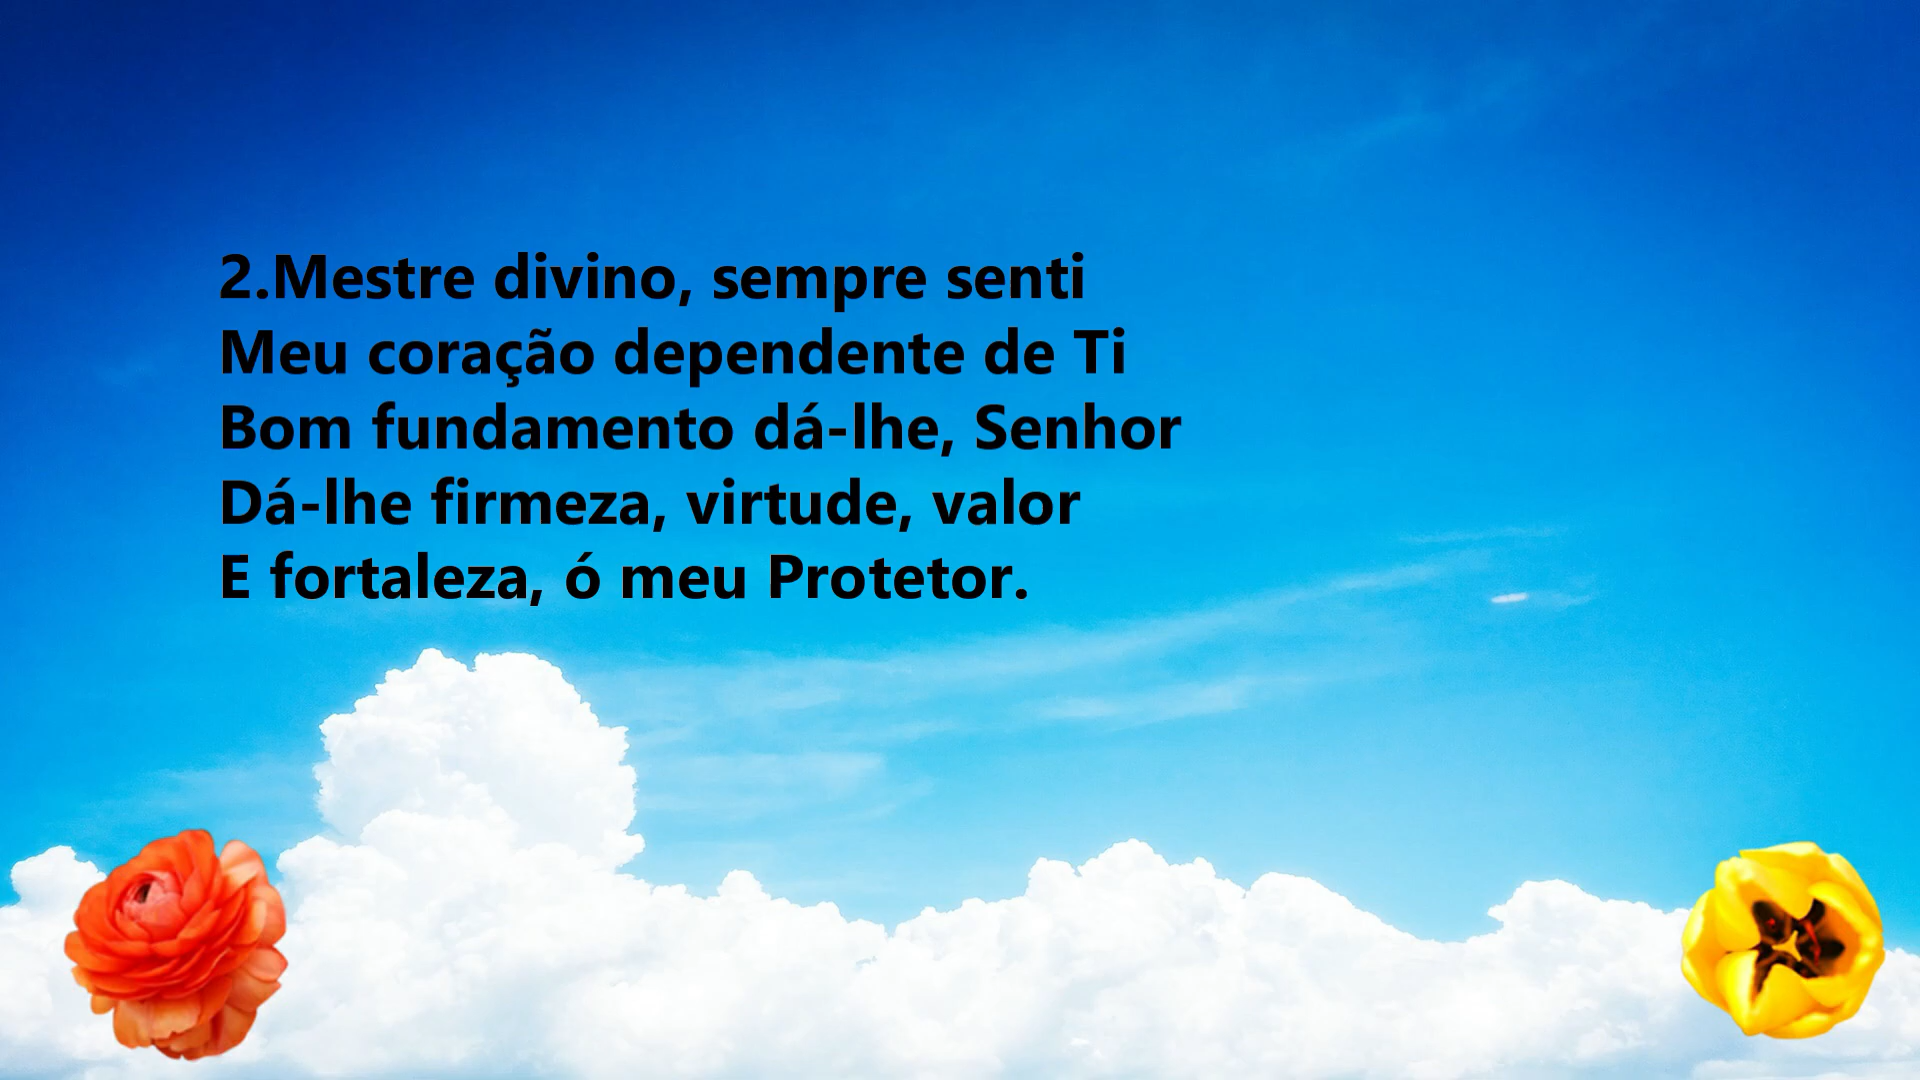 2.Mestre divino, sempre senti
Meu coração dependente de Ti
Bom fundamento dá-lhe, Senhor
Dá-lhe firmeza, virtude, valor
E fortaleza, ó meu Protetor.